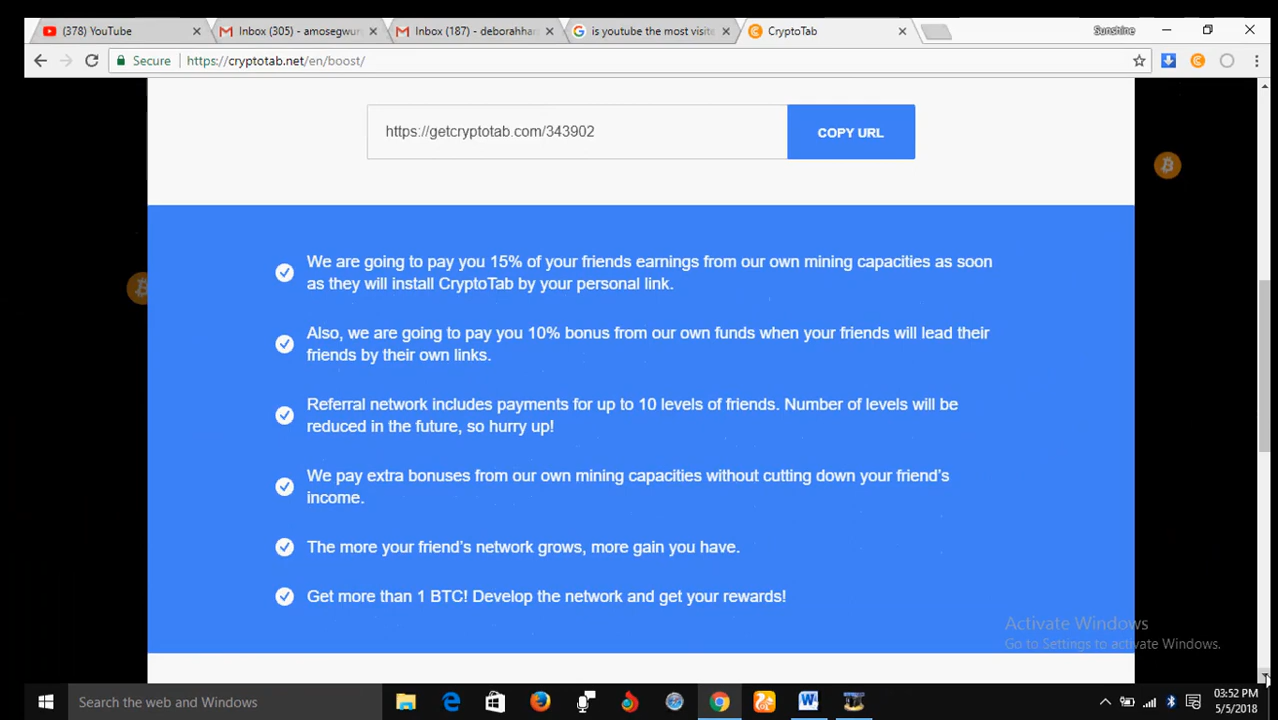 (378) YouTube
Inbox (305) - amosegwun
Inbox (187) - deborahhar
is youtube the most visite
CryptoTab
Sunshine
Secure
https://cryptotab.net/en/boost/
https://getcryptotab.com/343902
COPY URL
We are going to pay you 15% of your friends earnings from our own mining capacities as soon
as they will install CryptoTab by your personal link.
Also, we are going to pay you 10% bonus from our own funds when your friends will lead their
friends by their own links.
Referral network includes payments for up to 10 levels of friends. Number of levels will be
reduced in the future, so hurry up!
We pay extra bonuses from our own mining capacities without cutting down your friend's
income.
The more your friend's network grows, more gain you have.
Get more than 1 BTC! Develop the network and get your rewards!
Activate Windows
Go to Settings to activate Windows.
Search the web and Windows
03:52 PM
5/5/2018